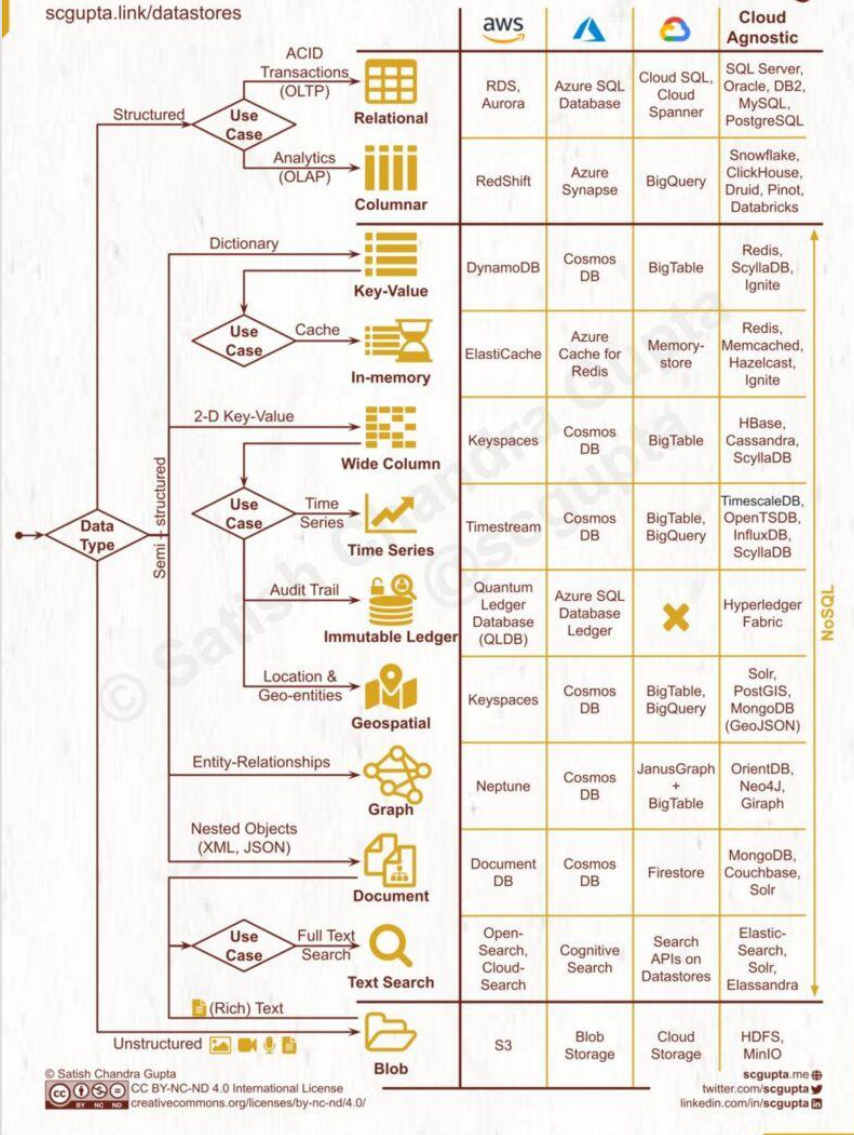 scgupta.link/datastores
aws
Cloud
Agnostic
Data
Type
Structured
Use
Case
ACID
Transactions
(OLTP)
Relational
RDS,
Aurora
Azure SQL
Database
Cloud SQL,
Cloud
Spanner
SQL Server,
Oracle, DB2,
MySQL,
PostgreSQL
Analytics
(OLAP)
Columnar
RedShift
Azure
Synapse
BigQuery
Snowflake,
ClickHouse,
Druid, Pinot,
Databricks
Semi - structured
Dictionary
Key-Value
DynamoDB
Cosmos
DB
BigTable
Redis,
ScyllaDB,
Ignite
Use
Case
Cache
In-memory
ElastiCache
Azure
Cache for
Redis
Memory-
store
Redis,
Memcached,
Hazelcast,
Ignite
2-D Key-Value
Wide Column
Keyspaces
Cosmos
DB
BigTable
HBase,
Cassandra,
ScyllaDB
Use
Case
Time
Series
Time Series
Timestream
Cosmos
DB
BigTable,
BigQuery
TimescaleDB,
OpenTSDB,
InfluxDB,
ScyllaDB
Audit Trail
Immutable Ledger
Quantum
Ledger
Database
(QLDB)
Azure SQL
Database
Ledger
Hyperledger
Fabric
Location &
Geo-entities
Geospatial
Keyspaces
Cosmos
DB
BigTable,
BigQuery
Solr,
PostGIS,
MongoDB
(GeoJSON)
Entity-Relationships
Graph
Neptune
Cosmos
DB
JanusGraph
+
BigTable
OrientDB,
Neo4J,
Giraph
Nested Objects
(XML, JSON)
Document
Document
DB
Cosmos
DB
Firestore
MongoDB,
Couchbase,
Solr
Use
Case
Full Text
Search
Text Search
Open-
Search,
Cloud-
Search
Cognitive
Search
Search
APIs on
Datastores
Elastic-
Search,
Solr,
Elassandra
NoSQL
(Rich) Text
Unstructured
Blob
S3
Blob
Storage
Cloud
Storage
HDFS,
MinIO
© Satish Chandra Gupta
@scgupta
© Satish Chandra Gupta
cc BY NC ND
CC BY-NC-ND 4.0 International License
creativecommons.org/licenses/by-nc-nd/4.0/
scgupta.me
twitter.com/scgupta
linkedin.com/in/scgupta